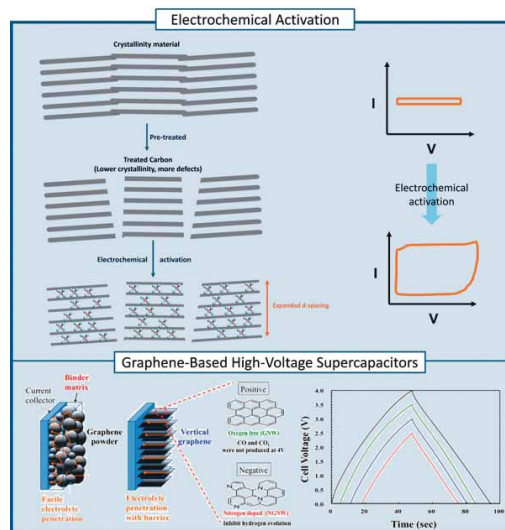 Electrochemical Activation
Crystallinity material
Pre-treated
Treated Carbon
(Lower crystallinity, more defects)
Electrochemical activation
Expanded d-spacing
I
V
Electrochemical
activation
I
V
Graphene-Based High-Voltage Supercapacitors
Current
collector
Binder
matrix
Graphene
powder
Facile
electrolyte
penetration
Vertical
graphene
Electrolyte
penetration
with barrier
Positive
Oxygen free (GNW)
CO and CO2
were not produced at 4V
Negative
Nitrogen doped (NGNW)
Inhibit hydrogen evolution
Cell Voltage (V)
4.0
3.5
3.0
2.5
2.0
1.5
1.0
0.5
0.0
0 20 40 60 80 100
Time (sec)